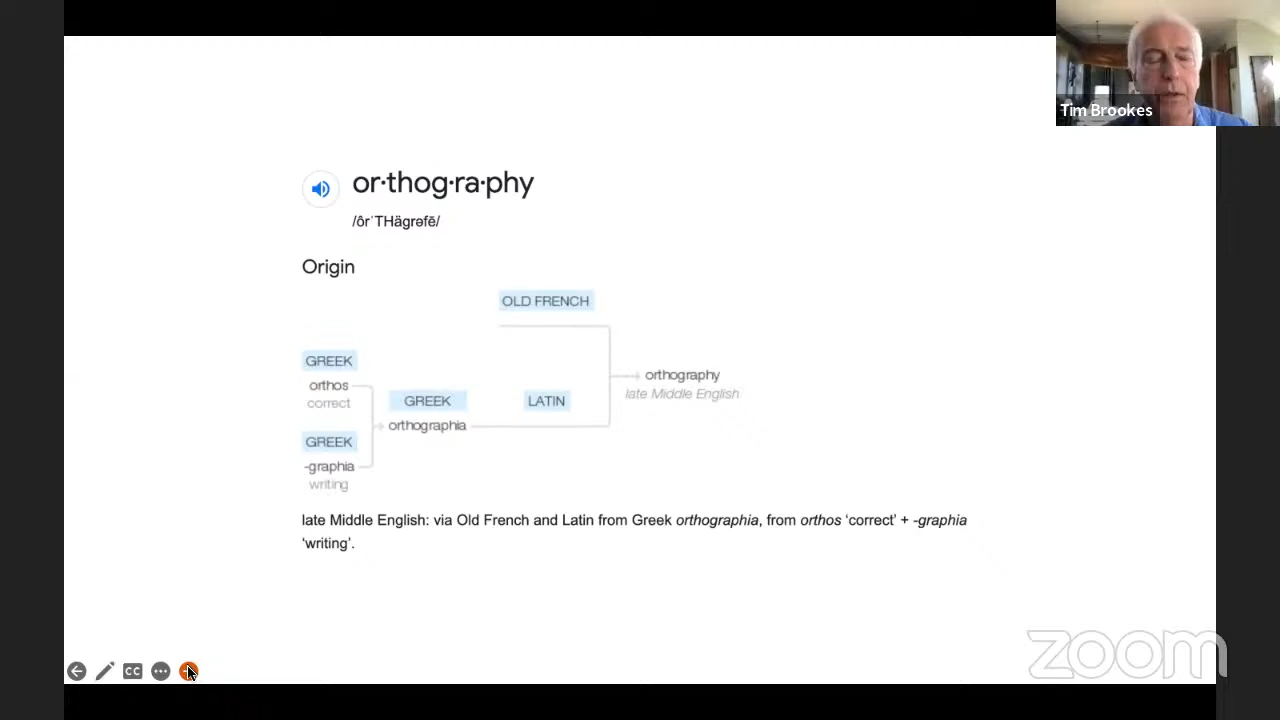 Tim Brookes
or·thog·ra·phy
/ôrˈTHäɡrəfē/
Origin
OLD FRENCH
GREEK
orthos
correct
GREEK
orthographia
LATIN
orthography
late Middle English
GREEK
-graphia
writing
late Middle English: via Old French and Latin from Greek orthographia, from orthos ‘correct’ + -graphia
‘writing’.
CC
zoom